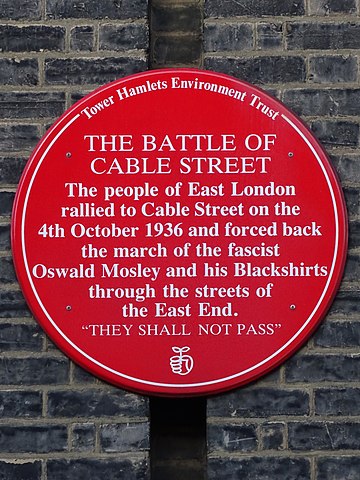 Tower Hamlets Environment Trust
THE BATTLE OF
CABLE STREET
The people of East London
rallied to Cable Street on the
4th October 1936 and forced back
the march of the fascist
Oswald Mosley and his Blackshirts
through the streets of
the East End.
“THEY SHALL NOT PASS”